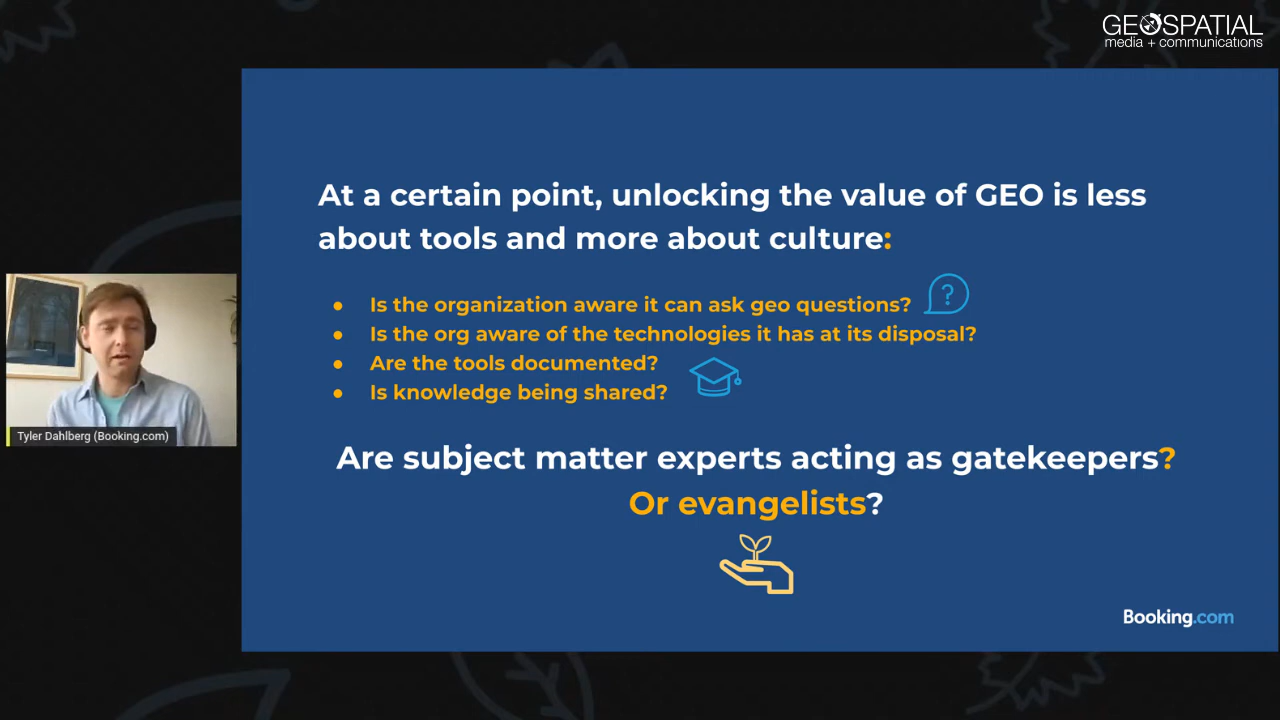 GEOSPATIAL
media + communications
At a certain point, unlocking the value of GEO is less
about tools and more about culture:
● Is the organization aware it can ask geo questions?
?
● Is the org aware of the technologies it has at its disposal?
● Are the tools documented?
● Is knowledge being shared?
Are subject matter experts acting as gatekeepers?
Or evangelists?
Tyler Dahlberg (Booking.com)
Booking.com